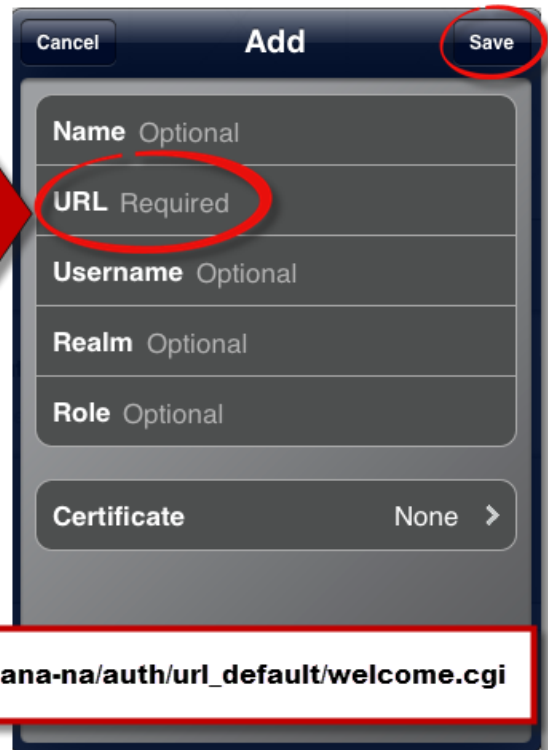 Cancel Add Save
Name Optional
URL Required
Username Optional
Realm Optional
Role Optional
Certificate None >
ana-na/auth/url_default/welcome.cgi